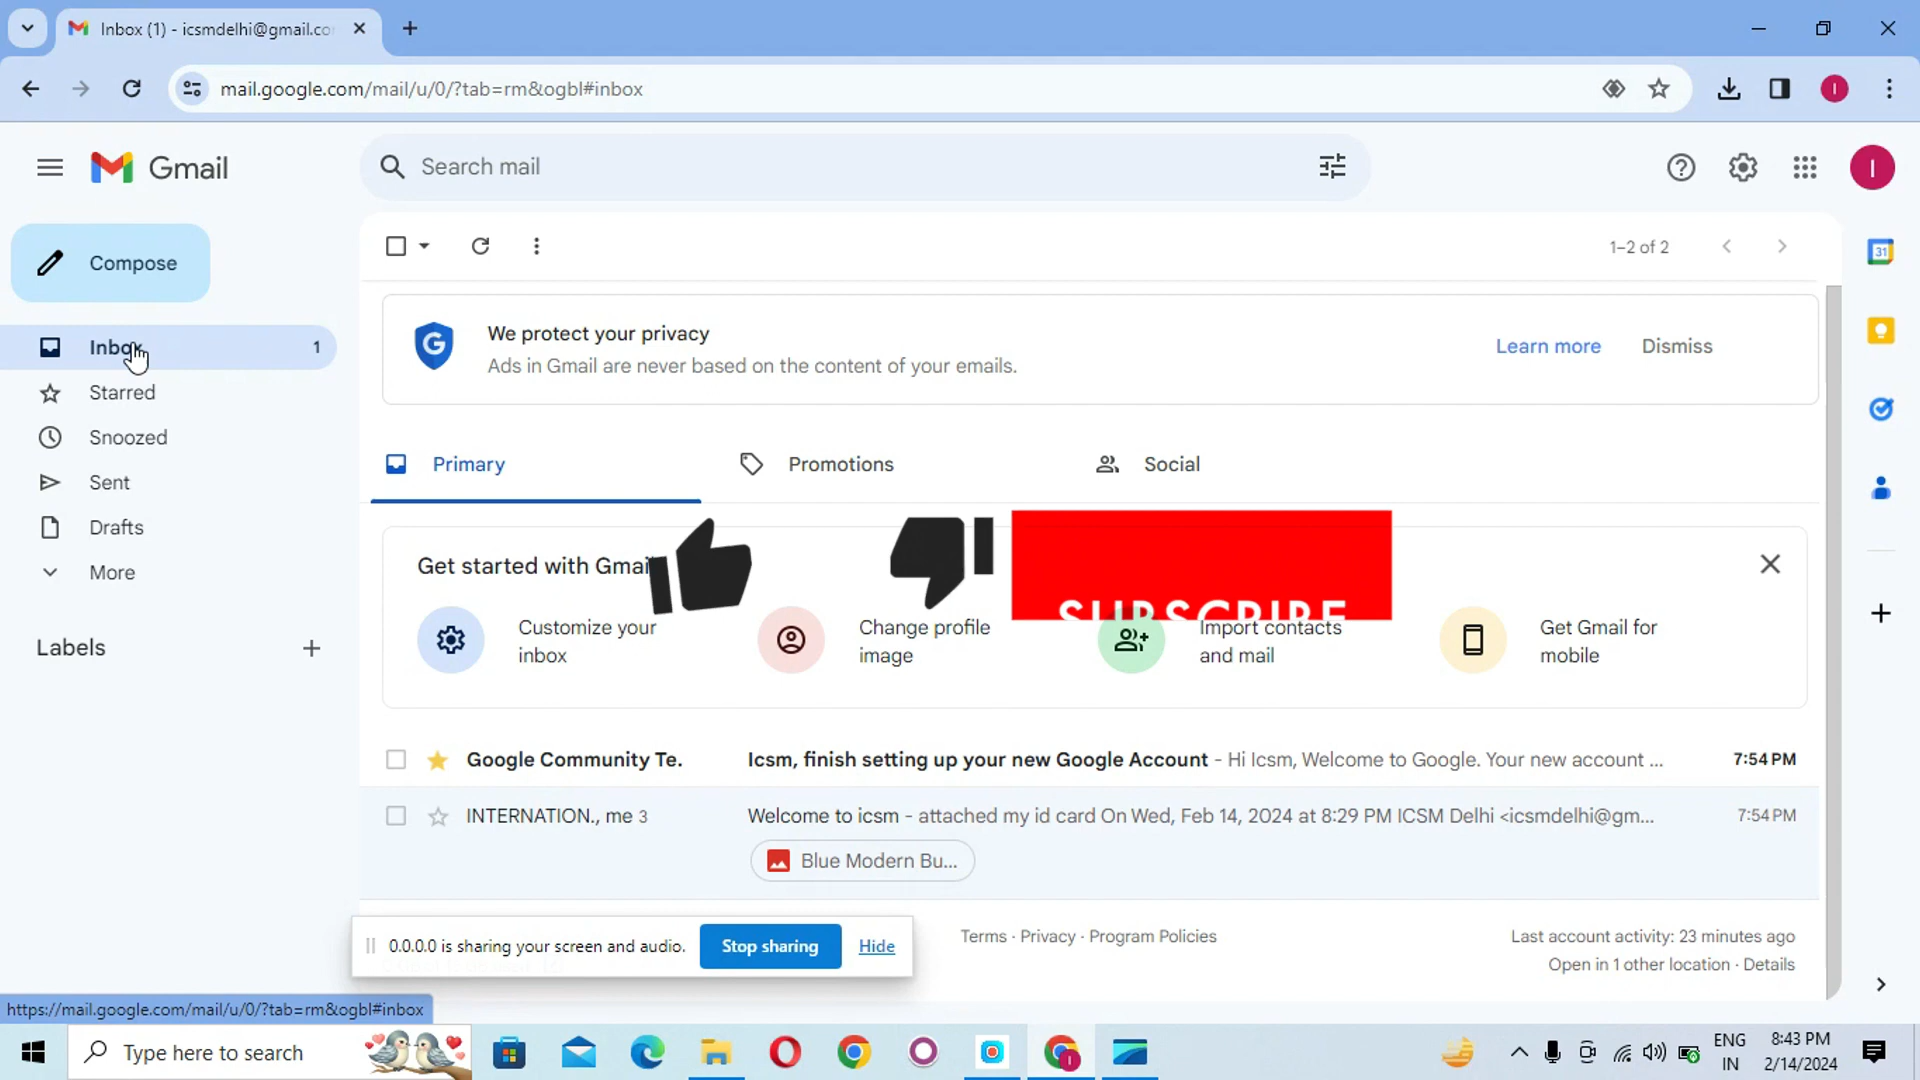 Inbox (1) - icsmdelhi@gmail.co
mail.google.com/mail/u/0/?tab=rm&ogbl#inbox
I
Gmail
Search mail
I
Compose
1–2 of 2
31
We protect your privacy
Ads in Gmail are never based on the content of your emails.
Learn more
Dismiss
Inbox
1
Starred
Snoozed
Sent
Drafts
More
Labels
Primary
Promotions
Social
Get started with Gmai
SUBSCRIBE
Customize your
inbox
Change profile
image
Import contacts
and mail
Get Gmail for
mobile
Google Community Te. Icsm, finish setting up your new Google Account - Hi Icsm, Welcome to Google. Your new account ... 7:54 PM
INTERNATION., me 3 Welcome to icsm - attached my id card On Wed, Feb 14, 2024 at 8:29 PM ICSM Delhi <icsmdelhi@gm... 7:54 PM
Blue Modern Bu...
0.0.0.0 is sharing your screen and audio. Stop sharing Hide
Terms · Privacy · Program Policies
Last account activity: 23 minutes ago
Open in 1 other location · Details
https://mail.google.com/mail/u/0/?tab=rm&ogbl#inbox
Type here to search
ENG
IN
8:43 PM
2/14/2024